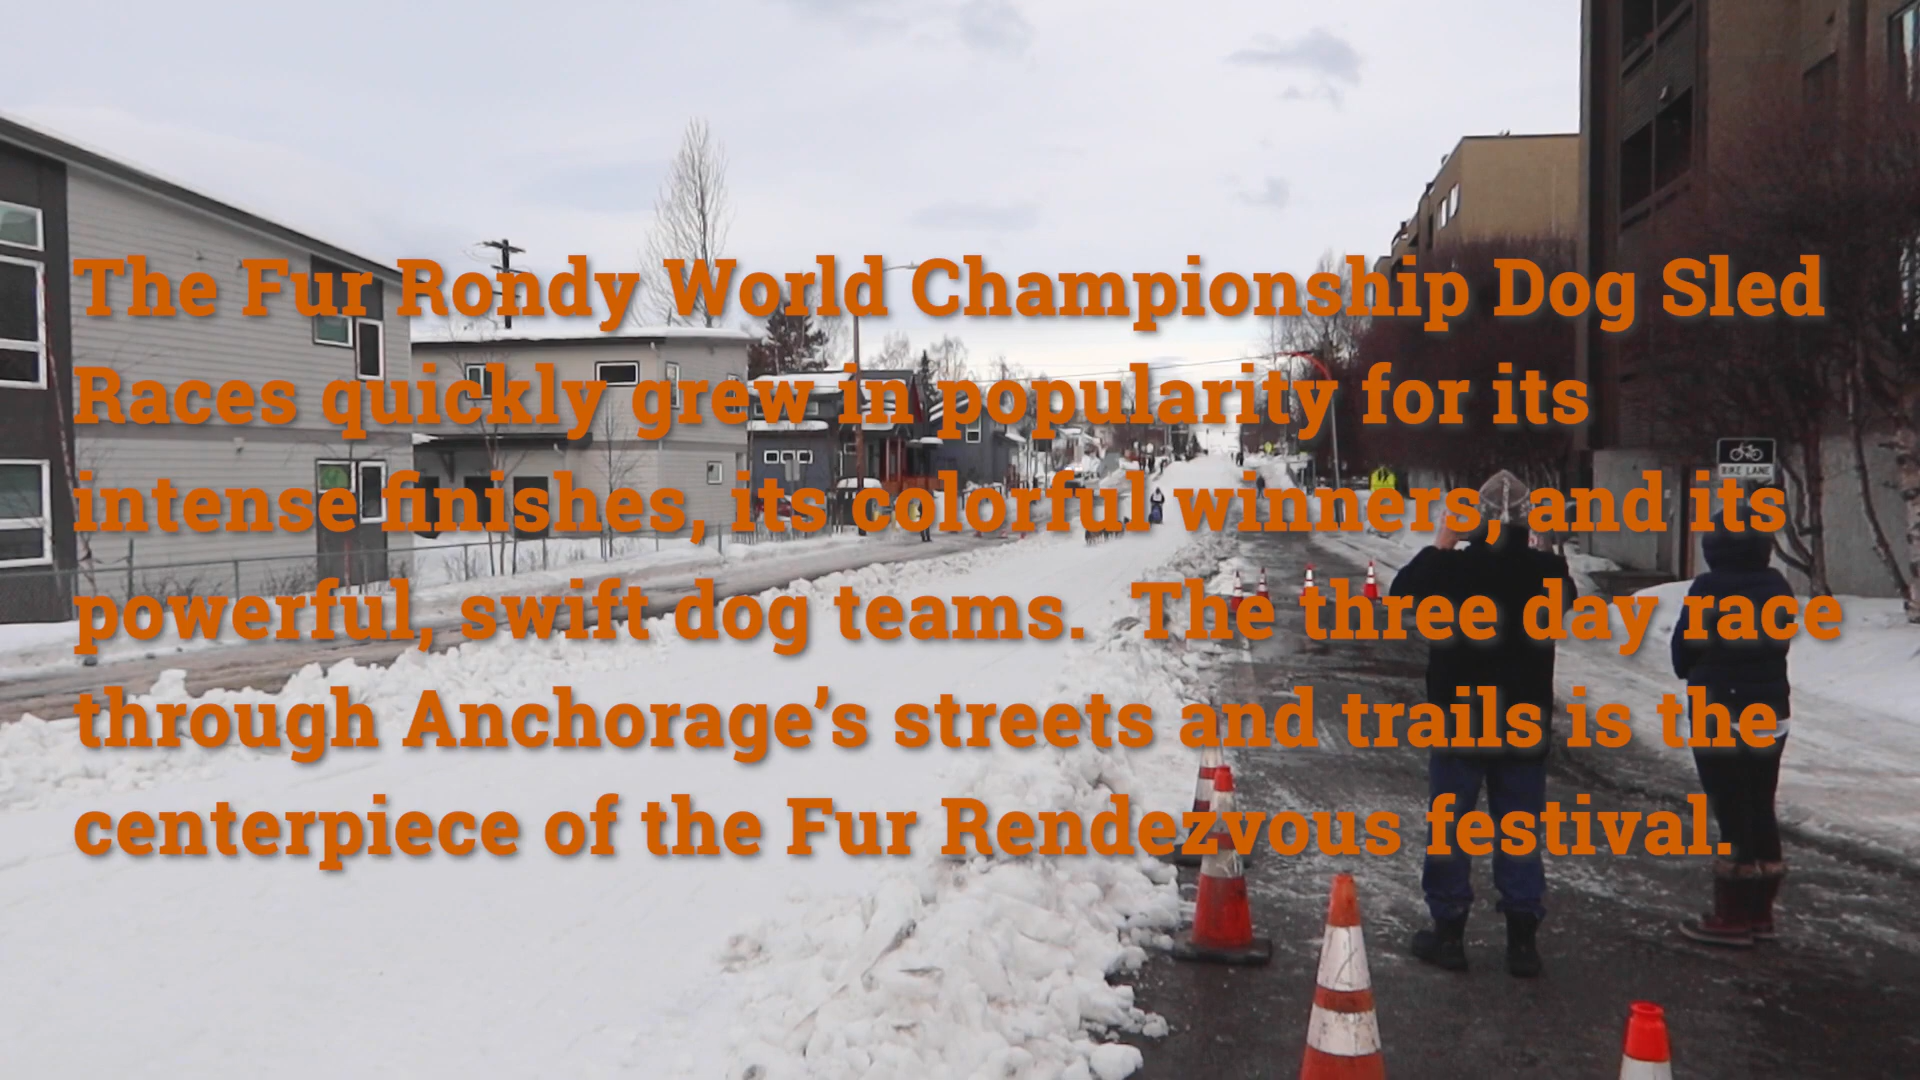 The Fur Rondy World Championship Dog Sled
Races quickly grew in popularity for its
intense finishes, its colorful winners, and its
powerful, swift dog teams.  The three day race
through Anchorage’s streets and trails is the
centerpiece of the Fur Rendezvous festival.
BIKE LANE